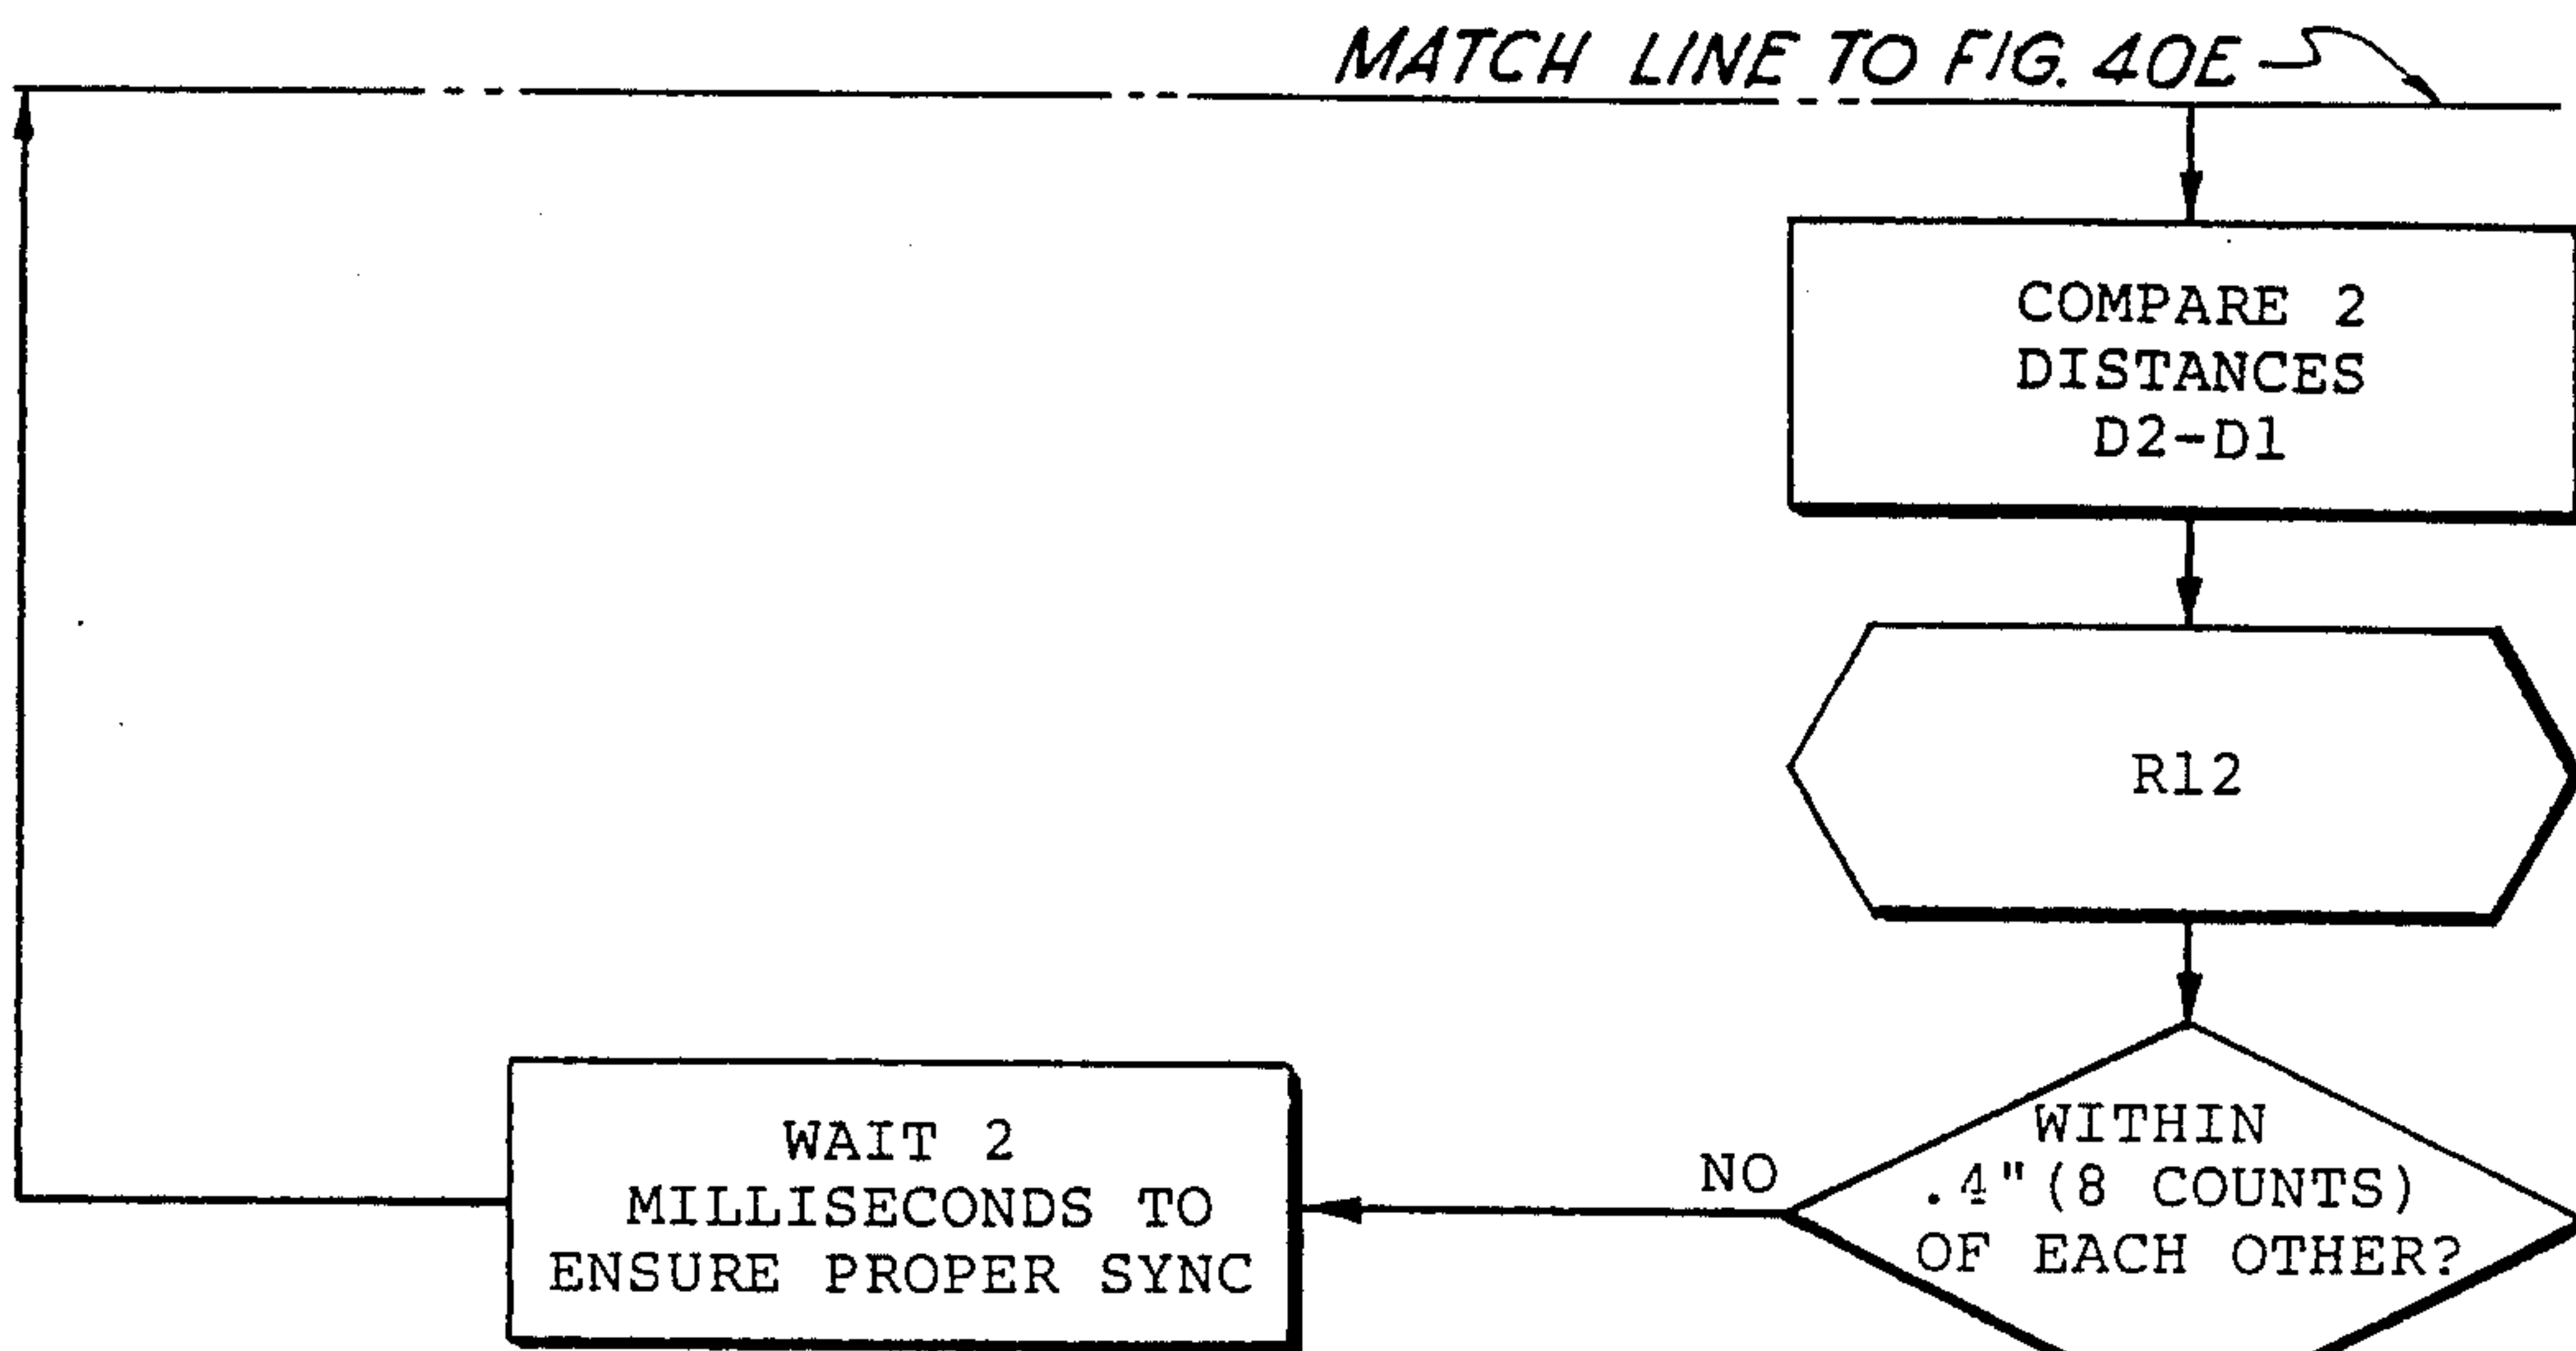 MATCH LINE TO FIG. 40E
COMPARE 2
DISTANCES
D2-D1
R12
WITHIN
.4"(8 COUNTS)
OF EACH OTHER?
NO
WAIT 2
MILLISECONDS TO
ENSURE PROPER SYNC